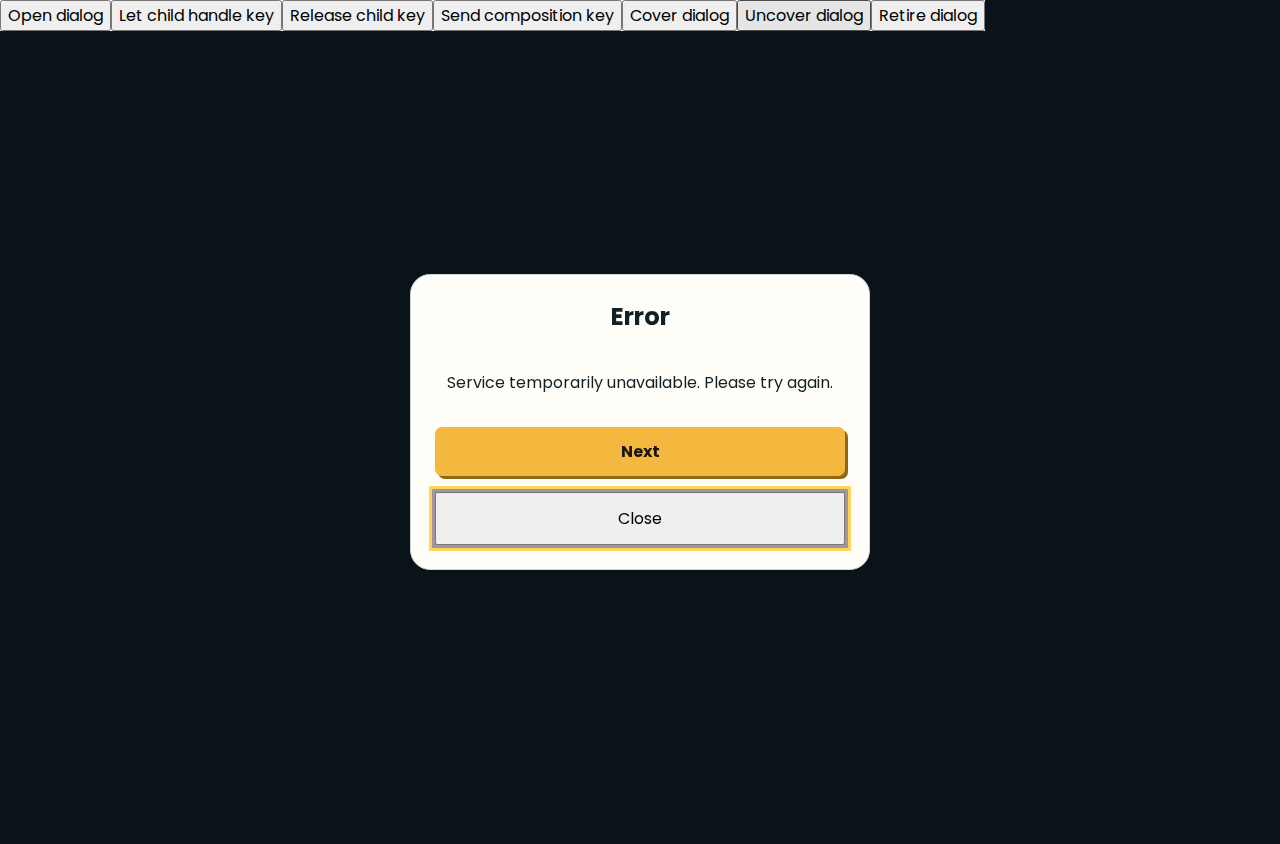 Open dialog Let child handle key Release child key Send composition key Cover dialog Uncover dialog Retire dialog
Error
Service temporarily unavailable. Please try again.
Next
Close